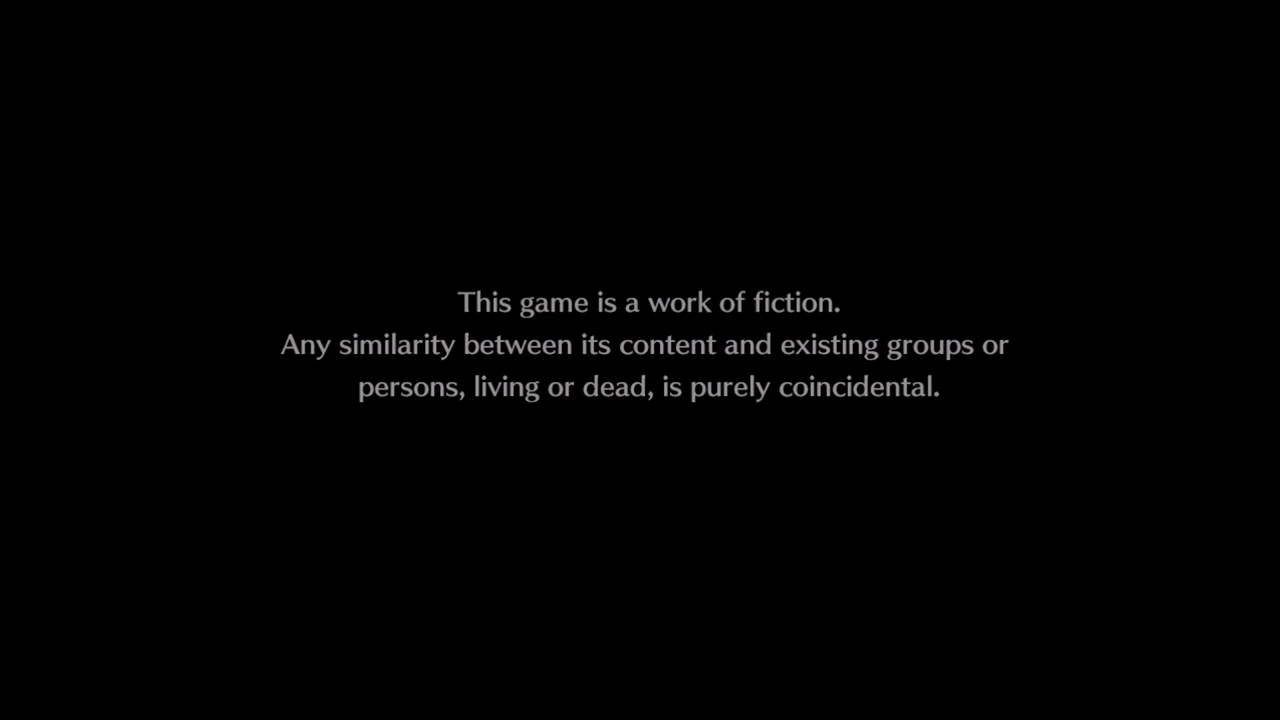 This game is a work of fiction.
Any similarity between its content and existing groups or
persons, living or dead, is purely coincidental.